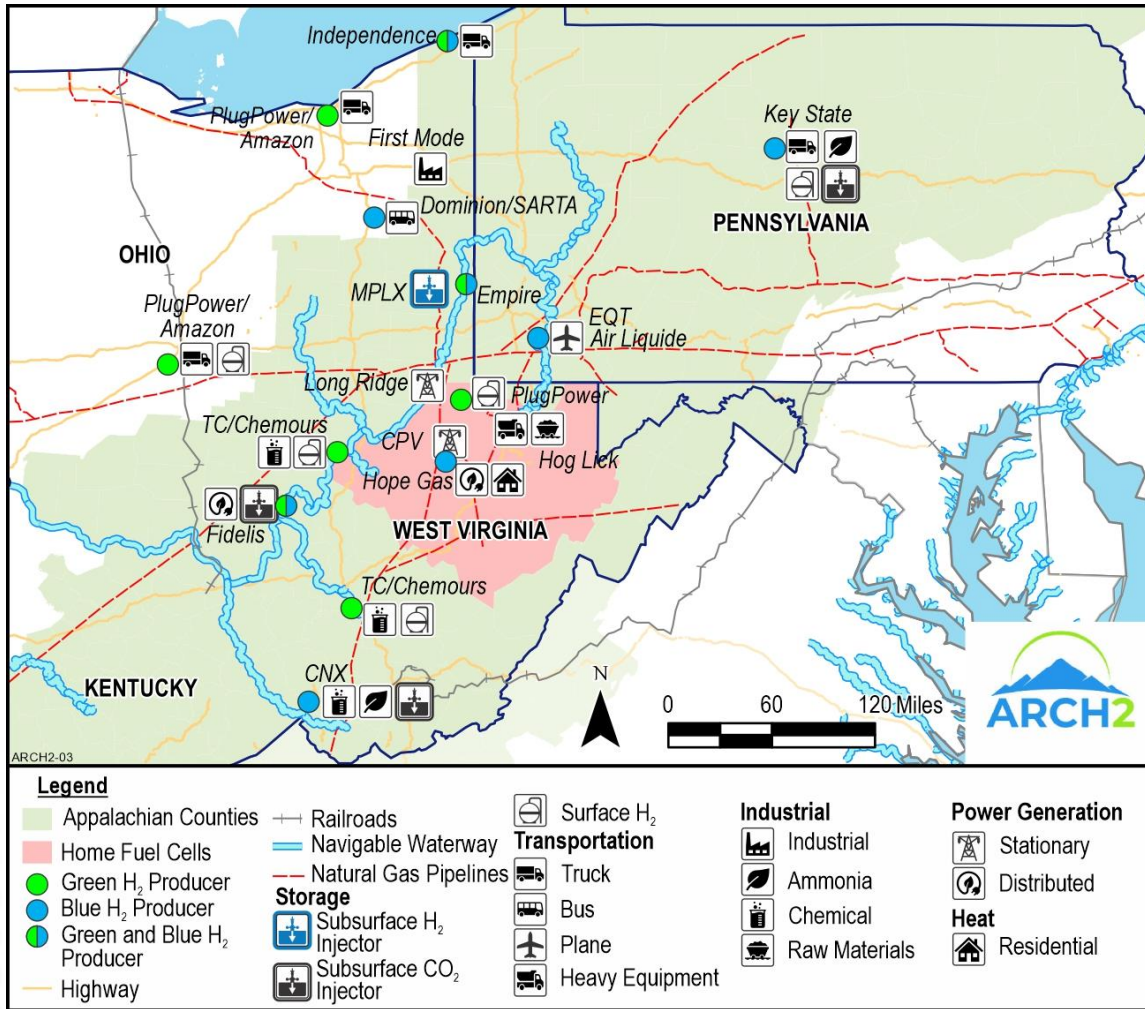 Independence
PlugPower/
Amazon
First Mode
Key State
Dominion/SARTA
PENNSYLVANIA
OHIO
MPLX
Empire
PlugPower/
Amazon
EQT
Air Liquide
Long Ridge
PlugPower
TC/Chemours
CPV
Hog Lick
Hope Gas
WEST VIRGINIA
Fidelis
TC/Chemours
KENTUCKY
CNX
N
0 60 120 Miles
ARCH2
ARCH2-03
Legend
Appalachian Counties
Home Fuel Cells
Green H₂ Producer
Blue H₂ Producer
Green and Blue H₂
Producer
Highway
Railroads
Navigable Waterway
Natural Gas Pipelines
Storage
Subsurface H₂
Injector
Subsurface CO₂
Injector
Surface H₂
Transportation
Truck
Bus
Plane
Heavy Equipment
Industrial
Industrial
Ammonia
Chemical
Raw Materials
Power Generation
Stationary
Distributed
Heat
Residential